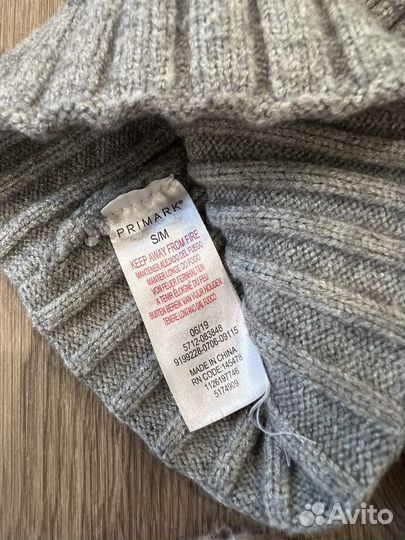 PRIMARK®
S/M
KEEP AWAY FROM FIRE
MANTENER ALEJADO DEL FUEGO
MANTER LONGE DO FOGO
VON FEUER FERNHALTEN
A TENIR ÉLOIGNÉ DU FEU
BUITEN BEREIK VAN VUUR HOUDEN
TENERE LONTANO DAL FUOCO
06/19
5712-083848
9199228-0706-09115
MADE IN CHINA
RN CODE:145478
1126197746
5174909
Avito